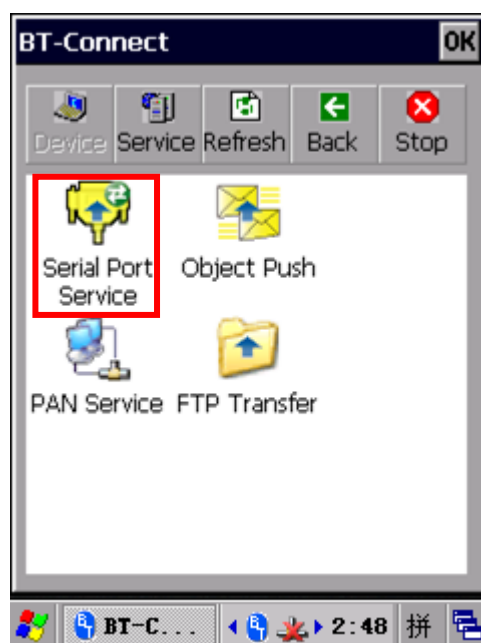 BT-Connect OK
Device Service Refresh Back Stop
Serial Port Service
Object Push
PAN Service
FTP Transfer
BT-C... 2:48 拼